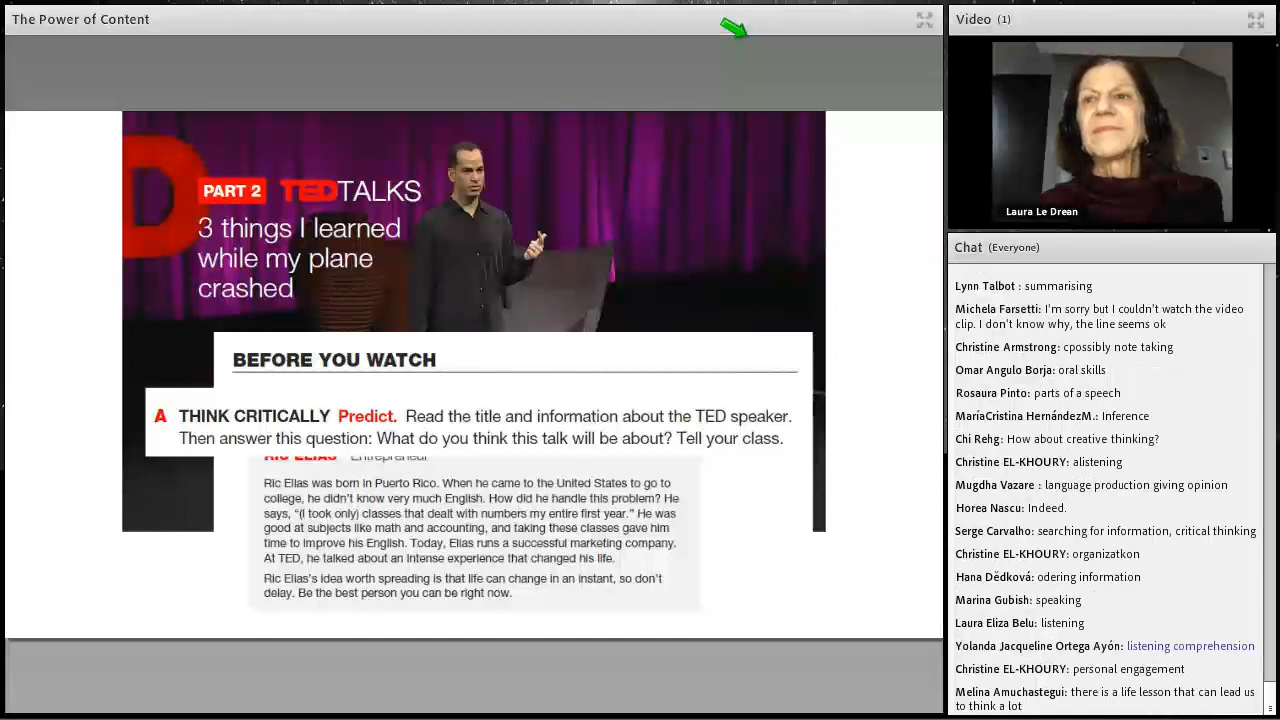 The Power of Content
PART 2 TEDTALKS
3 things I learned
while my plane
crashed
BEFORE YOU WATCH
A THINK CRITICALLY Predict. Read the title and information about the TED speaker.
Then answer this question: What do you think this talk will be about? Tell your class.
RIC ELIAS Entrepreneur
Ric Elias was born in Puerto Rico. When he came to the United States to go to
college, he didn't know very much English. How did he handle this problem? He
says, "(I took only) classes that dealt with numbers my entire first year." He was
good at subjects like math and accounting, and taking these classes gave him
time to improve his English. Today, Elias runs a successful marketing company.
At TED, he talked about an intense experience that changed his life.
Ric Elias's idea worth spreading is that life can change in an instant, so don't
delay. Be the best person you can be right now.
Video (1)
Laura Le Drean
Chat (Everyone)
Lynn Talbot : summarising
Michela Farsetti: I'm sorry but I couldn't watch the video
clip. I don't know why, the line seems ok
Christine Armstrong: cpossibly note taking
Omar Angulo Borja: oral skills
Rosaura Pinto: parts of a speech
MaríaCristina HernándezM.: Inference
Chi Rehg: How about creative thinking?
Christine EL-KHOURY: alistening
Mugdha Vazare : language production giving opinion
Horea Nascu: Indeed.
Serge Carvalho: searching for information, critical thinking
Christine EL-KHOURY: organizatkon
Hana Dědková: odering information
Marina Gubish: speaking
Laura Eliza Belu: listening
Yolanda Jacqueline Ortega Ayón: listening comprehension
Christine EL-KHOURY: personal engagement
Melina Amuchastegui: there is a life lesson that can lead us
to think a lot